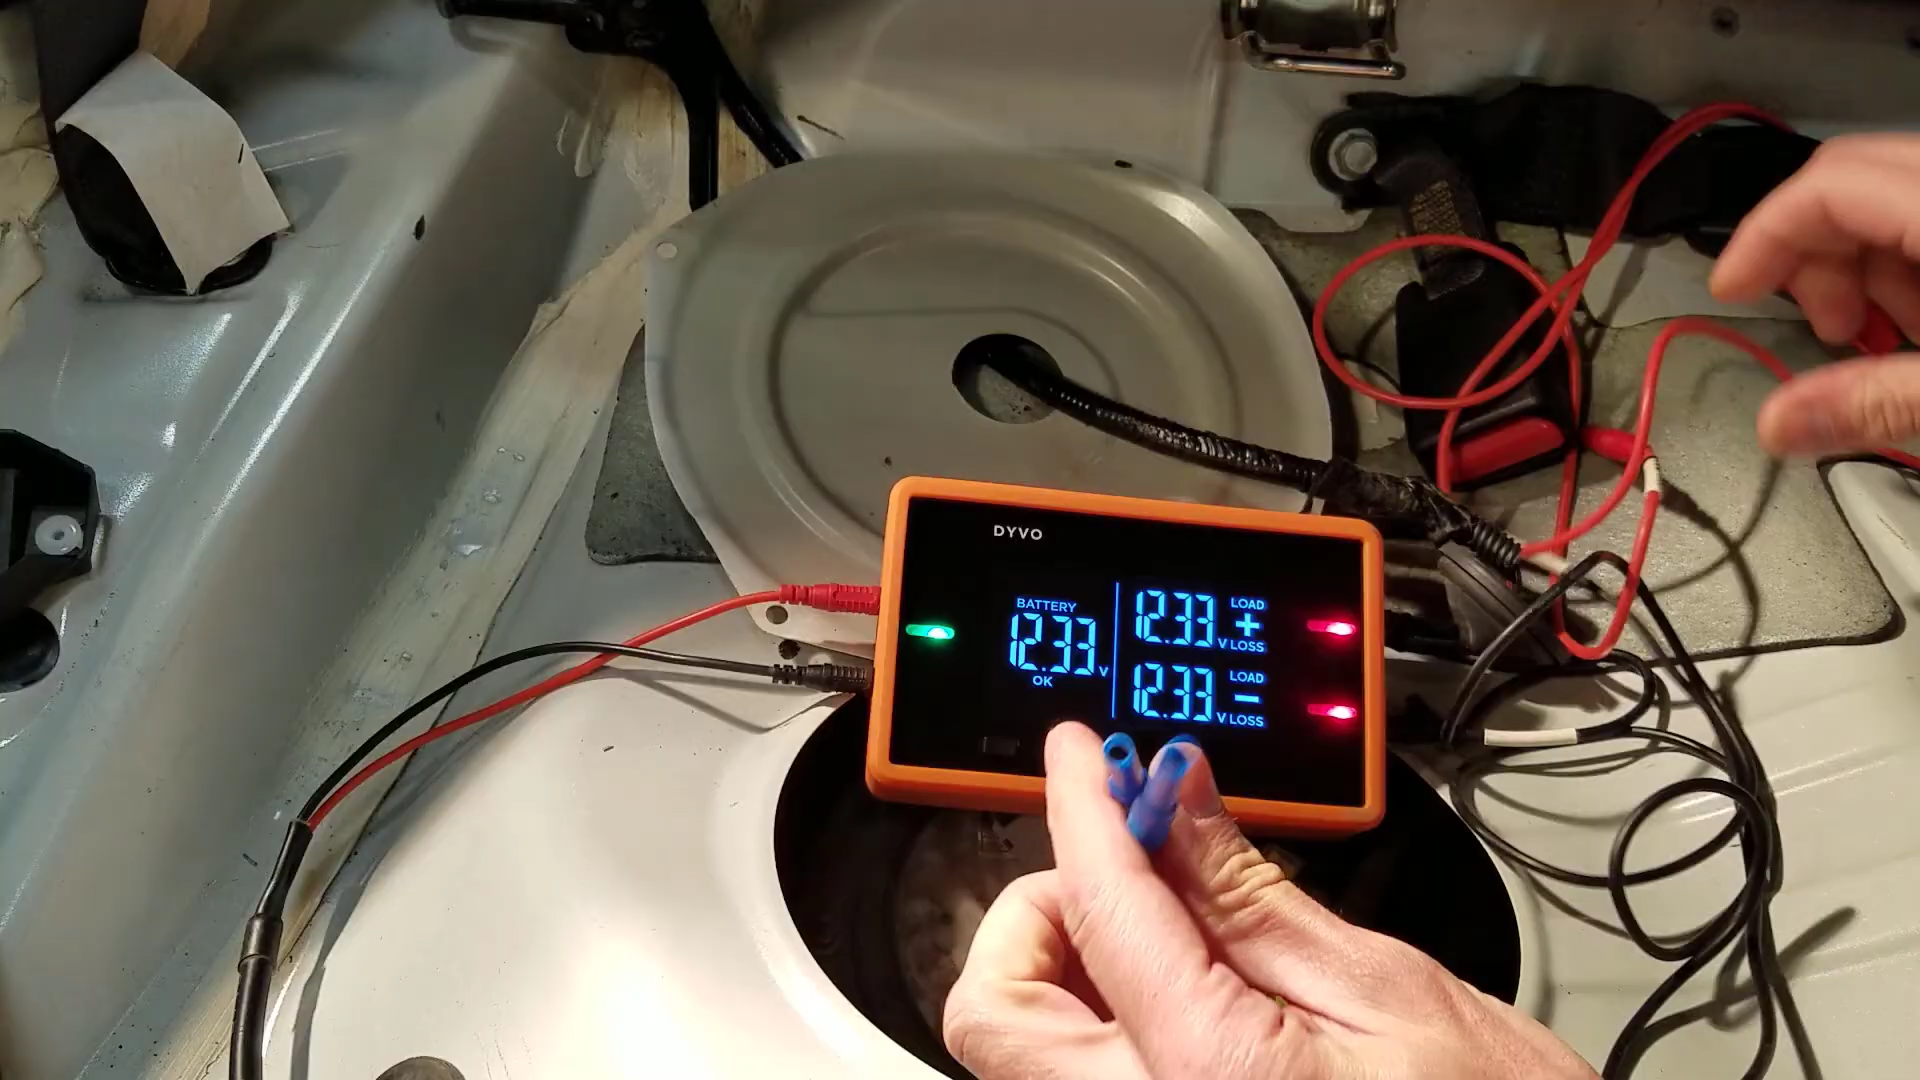 DYVO
BATTERY
12.33 V
OK
12.33
LOAD
+
V LOSS
12.33
LOAD
−
V LOSS